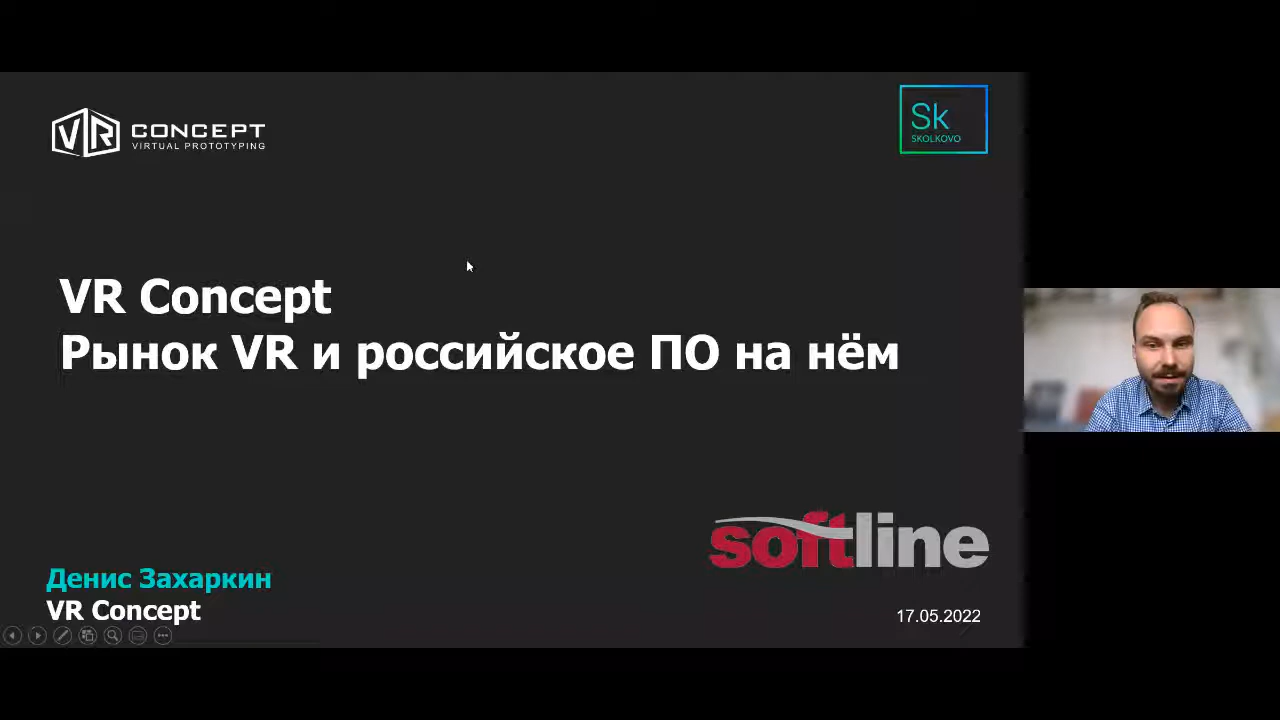 VR CONCEPT
VIRTUAL PROTOTYPING
Sk
SKOLKOVO
VR Concept
Рынок VR и российское ПО на нём
softline
Денис Захаркин
VR Concept
17.05.2022